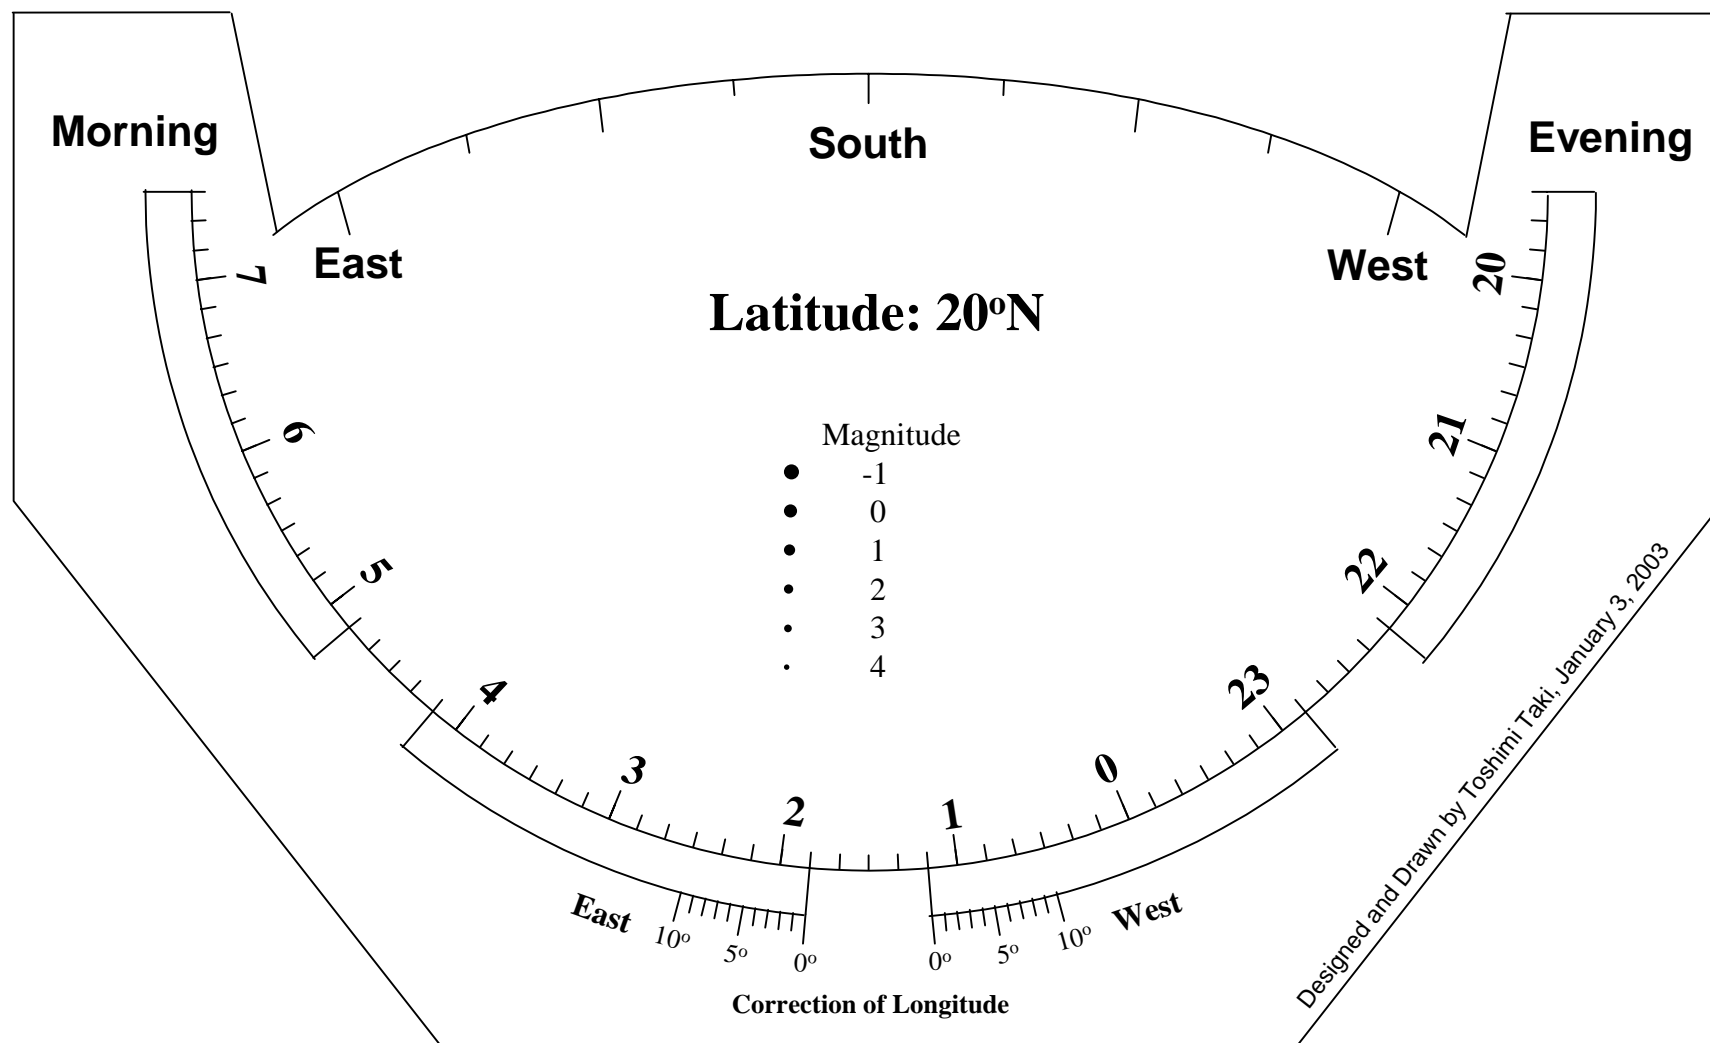 Morning
South
Evening
East
West
Latitude: 20ºN
7
20
Magnitude
-1
0
1
2
3
4
6
21
5
22
4
23
3
0
2
1
East
10º
5º
0º
0º
5º
10º
West
Correction of Longitude
Designed and Drawn by Toshimi Taki, January 3, 2003